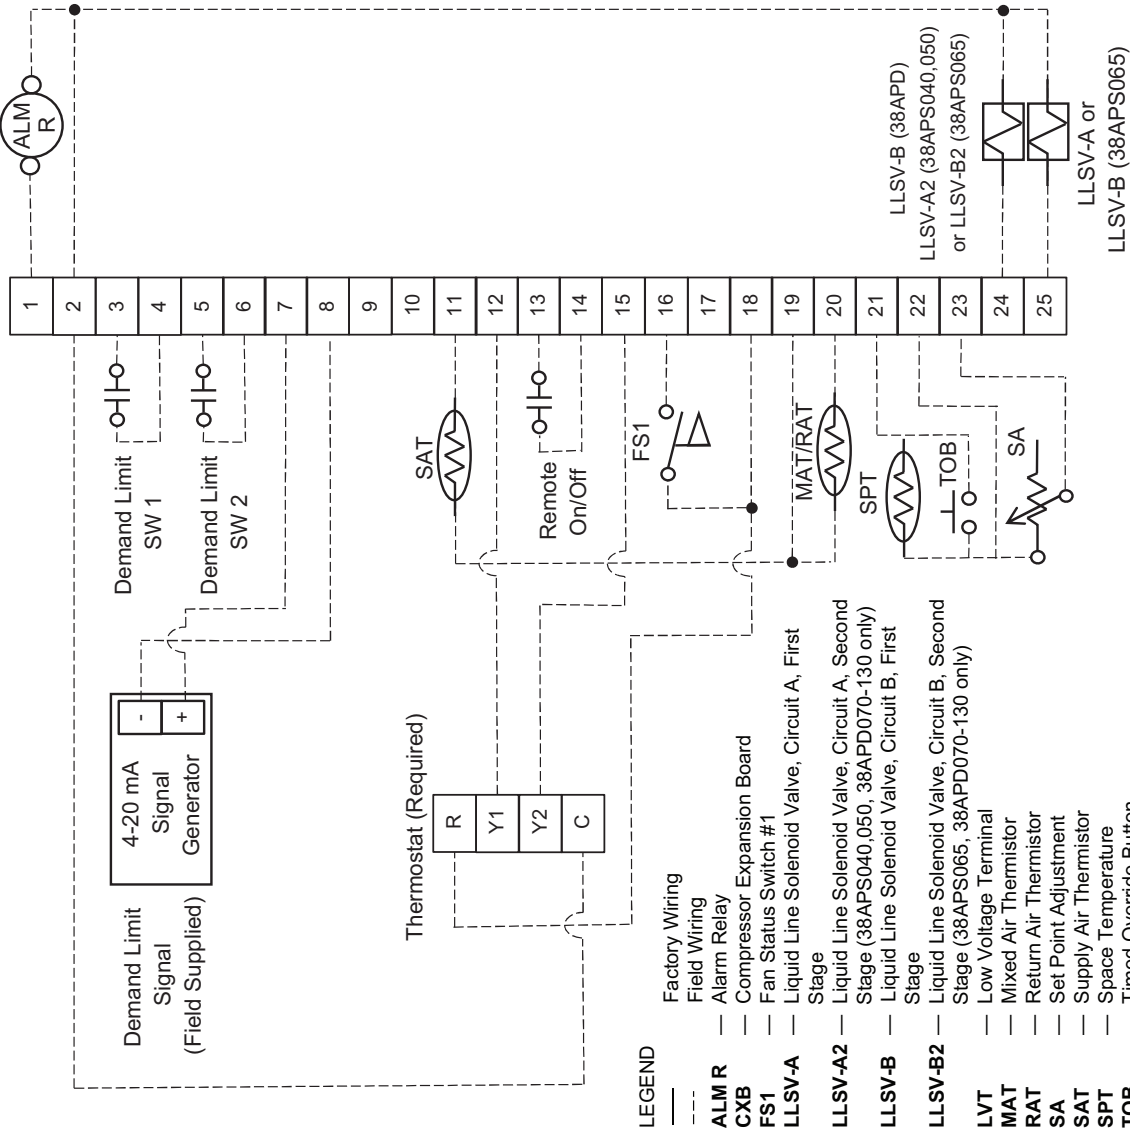 ALM
R
1
2
3
4
5
6
7
8
9
10
11
12
13
14
15
16
17
18
19
20
21
22
23
24
25
LLSV-B (38APD)
LLSV-A2 (38APS040,050)
or LLSV-B2 (38APS065)
LLSV-A or
LLSV-B (38APS065)
Demand Limit
SW 1
Demand Limit
SW 2
SAT
Remote
On/Off
FS1
MAT/RAT
SPT
TOB
SA
-
+
4-20 mA
Signal
Generator
Demand Limit
Signal
(Field Supplied)
Thermostat (Required)
R
Y1
Y2
C
LEGEND
Factory Wiring
Field Wiring
ALM R — Alarm Relay
CXB — Compressor Expansion Board
FS1 — Fan Status Switch #1
LLSV-A — Liquid Line Solenoid Valve, Circuit A, First
Stage
LLSV-A2 — Liquid Line Solenoid Valve, Circuit A, Second
Stage (38APS040,050, 38APD070-130 only)
LLSV-B — Liquid Line Solenoid Valve, Circuit B, First
Stage
LLSV-B2 — Liquid Line Solenoid Valve, Circuit B, Second
Stage (38APS065, 38APD070-130 only)
LVT — Low Voltage Terminal
MAT — Mixed Air Thermistor
RAT — Return Air Thermistor
SA — Set Point Adjustment
SAT — Supply Air Thermistor
SPT — Space Temperature
TOB Timed Override Button